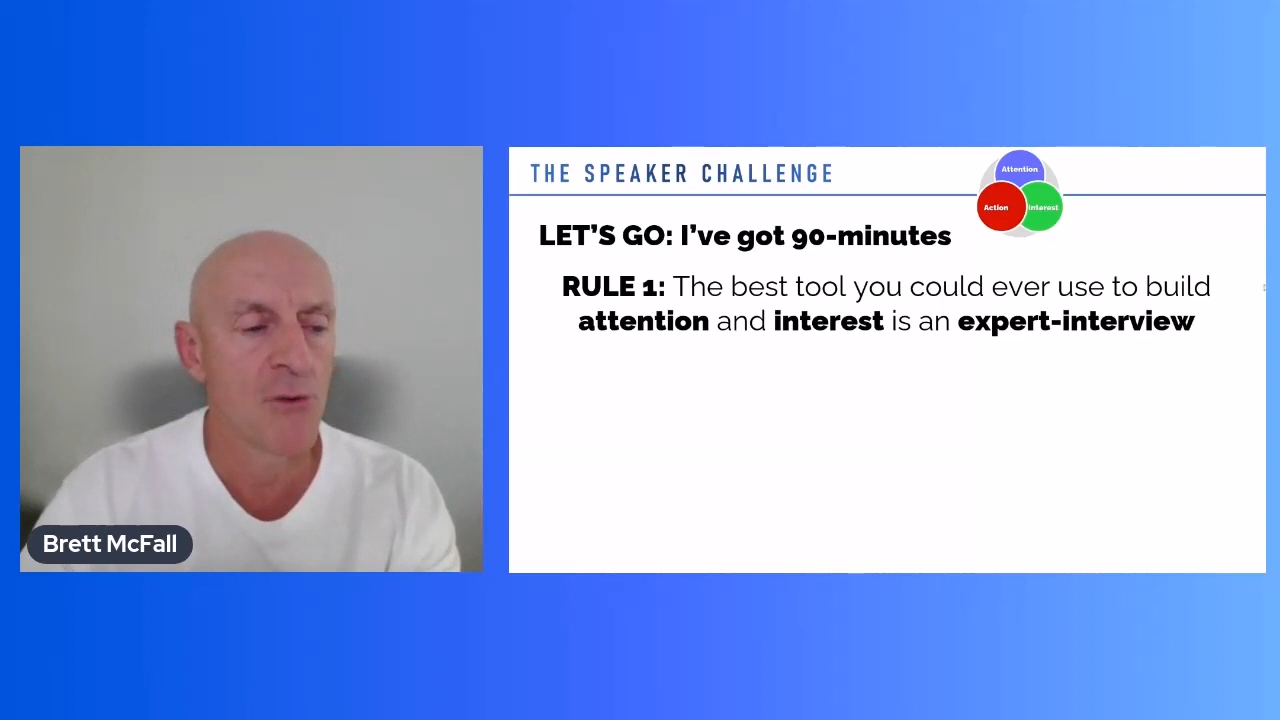 THE SPEAKER CHALLENGE
Attention
Action
Interest
LET’S GO: I’ve got 90-minutes
RULE 1: The best tool you could ever use to build
attention and interest is an expert-interview
Brett McFall